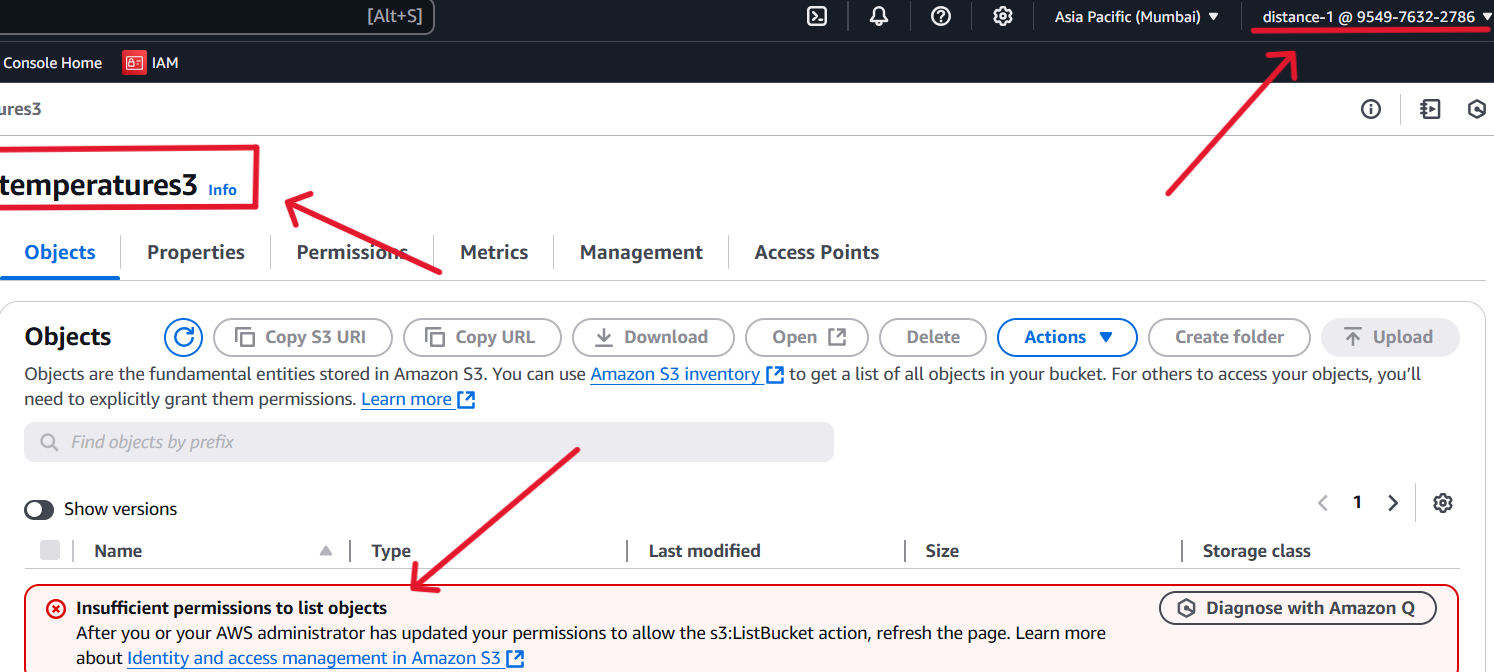 [Alt+S]
Asia Pacific (Mumbai)
distance-1 @ 9549-7632-2786
Console Home
IAM
ures3
temperatures3 Info
Objects
Properties
Permissions
Metrics
Management
Access Points
Objects
Copy S3 URI
Copy URL
Download
Open
Delete
Actions
Create folder
Upload
Objects are the fundamental entities stored in Amazon S3. You can use Amazon S3 inventory to get a list of all objects in your bucket. For others to access your objects, you'll
need to explicitly grant them permissions. Learn more
Find objects by prefix
Show versions
1
Name
Type
Last modified
Size
Storage class
Insufficient permissions to list objects
Diagnose with Amazon Q
After you or your AWS administrator has updated your permissions to allow the s3:ListBucket action, refresh the page. Learn more
about Identity and access management in Amazon S3